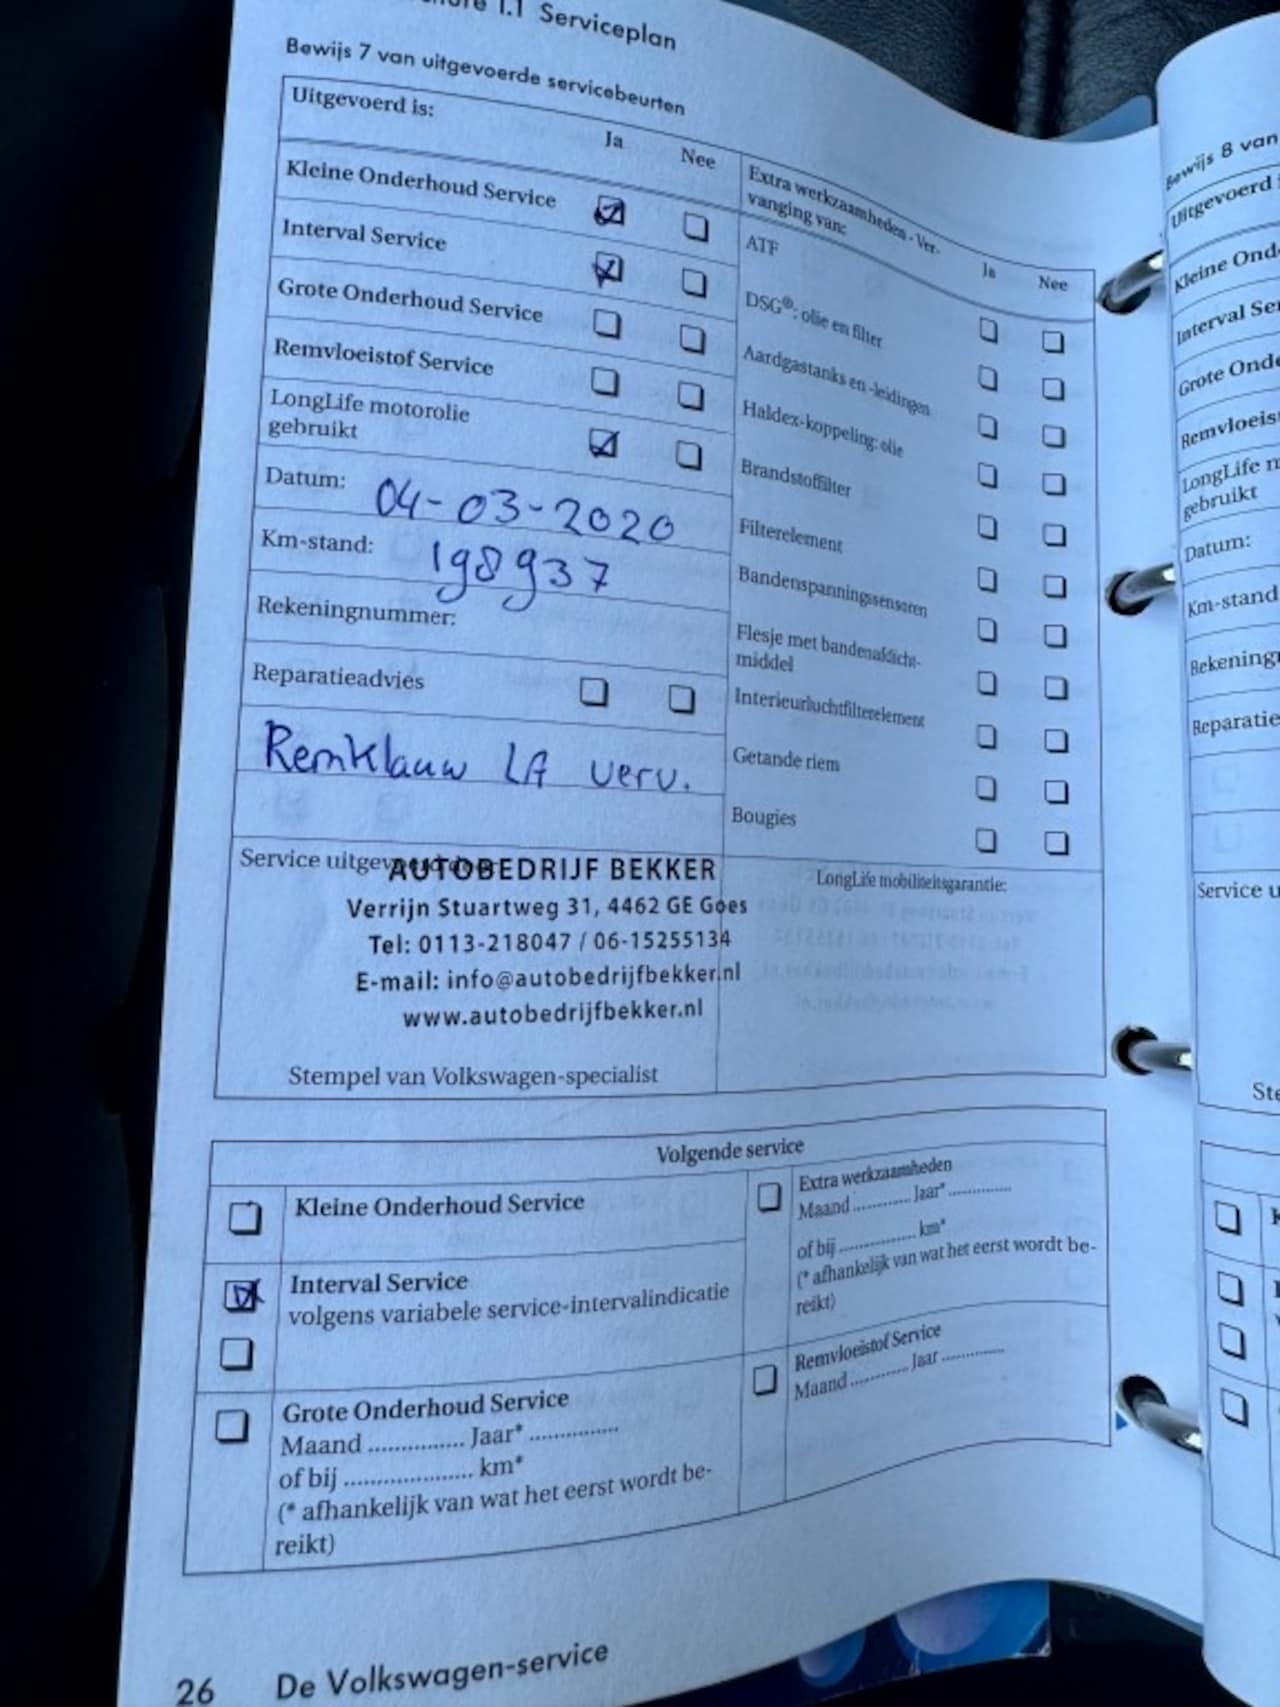 1.1 Serviceplan
Bewijs 7 van uitgevoerde servicebeurten
Uitgevoerd is:
Ja Nee
Kleine Onderhoud Service
Interval Service
Grote Onderhoud Service
Remvloeistof Service
LongLife motorolie
gebruikt
Datum: 04-03-2020
Km-stand: 198937
Rekeningnummer:
Reparatieadvies
Remklauw LA verv.
Extra werkzaamheden - Ver-
vanging van:
Ja Nee
ATF
DSG®: olie en filter
Aardgastanks en -leidingen
Haldex-koppeling: olie
Brandstoffilter
Filterelement
Bandenspanningssensoren
Flesje met bandenafdicht-
middel
Interieurluchtfilterelement
Getande riem
Bougies
Service uitgevoerd door:
AUTOBEDRIJF BEKKER
Verrijn Stuartweg 31, 4462 GE Goes
Tel: 0113-218047 / 06-15255134
E-mail: info@autobedrijfbekker.nl
www.autobedrijfbekker.nl
Stempel van Volkswagen-specialist
LongLife mobiliteitsgarantie:
Volgende service
Kleine Onderhoud Service
Interval Service
volgens variabele service-intervalindicatie
Grote Onderhoud Service
Maand ............... Jaar* ...............
of bij ..................... km*
(* afhankelijk van wat het eerst wordt be-
reikt)
Extra werkzaamheden
Maand ............ Jaar* .............
of bij ................ km*
(* afhankelijk van wat het eerst wordt be-
reikt)
Remvloeistof Service
Maand ............ Jaar .............
26 De Volkswagen-service
Bewijs 8 van
Uitgevoerd
Kleine Ond
Interval Se
Grote Onde
Remvloeis
LongLife m
gebruikt
Datum:
Km-stand
Rekening
Reparatie
Service u
Ste